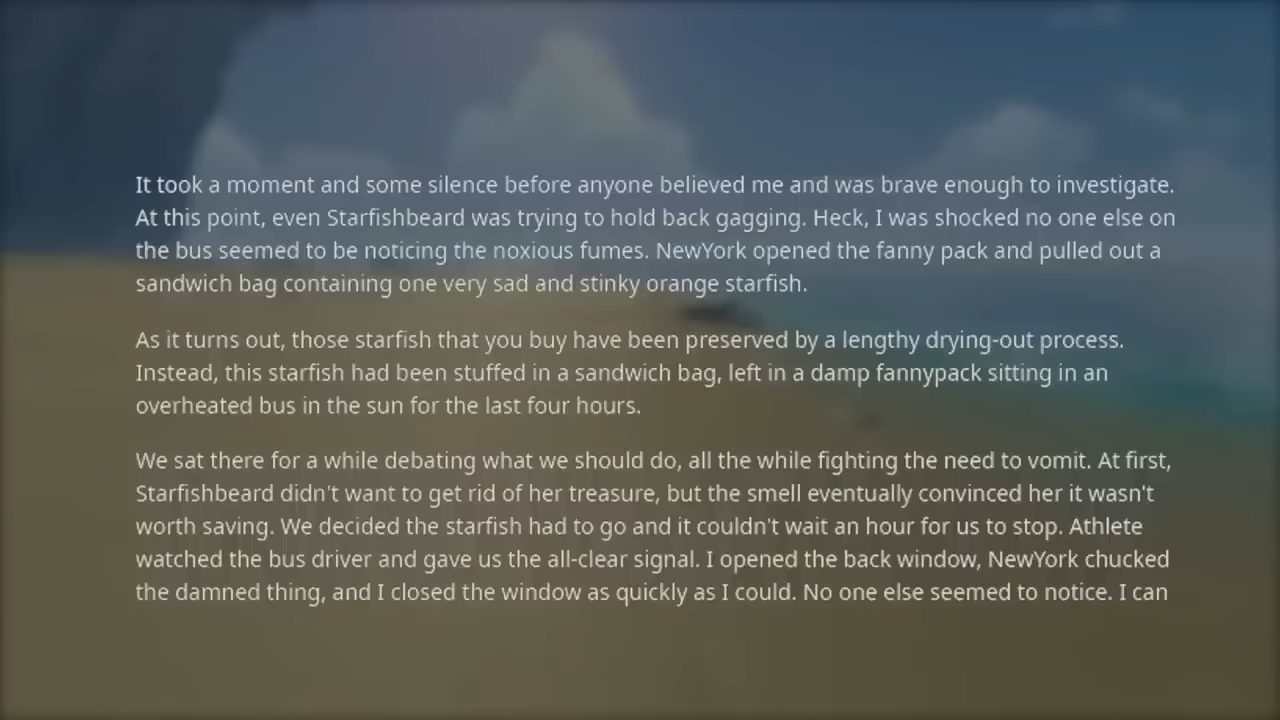 It took a moment and some silence before anyone believed me and was brave enough to investigate.
At this point, even Starfishbeard was trying to hold back gagging. Heck, I was shocked no one else on
the bus seemed to be noticing the noxious fumes. NewYork opened the fanny pack and pulled out a
sandwich bag containing one very sad and stinky orange starfish.
As it turns out, those starfish that you buy have been preserved by a lengthy drying-out process.
Instead, this starfish had been stuffed in a sandwich bag, left in a damp fannypack sitting in an
overheated bus in the sun for the last four hours.
We sat there for a while debating what we should do, all the while fighting the need to vomit. At first,
Starfishbeard didn't want to get rid of her treasure, but the smell eventually convinced her it wasn't
worth saving. We decided the starfish had to go and it couldn't wait an hour for us to stop. Athlete
watched the bus driver and gave us the all-clear signal. I opened the back window, NewYork chucked
the damned thing, and I closed the window as quickly as I could. No one else seemed to notice. I can